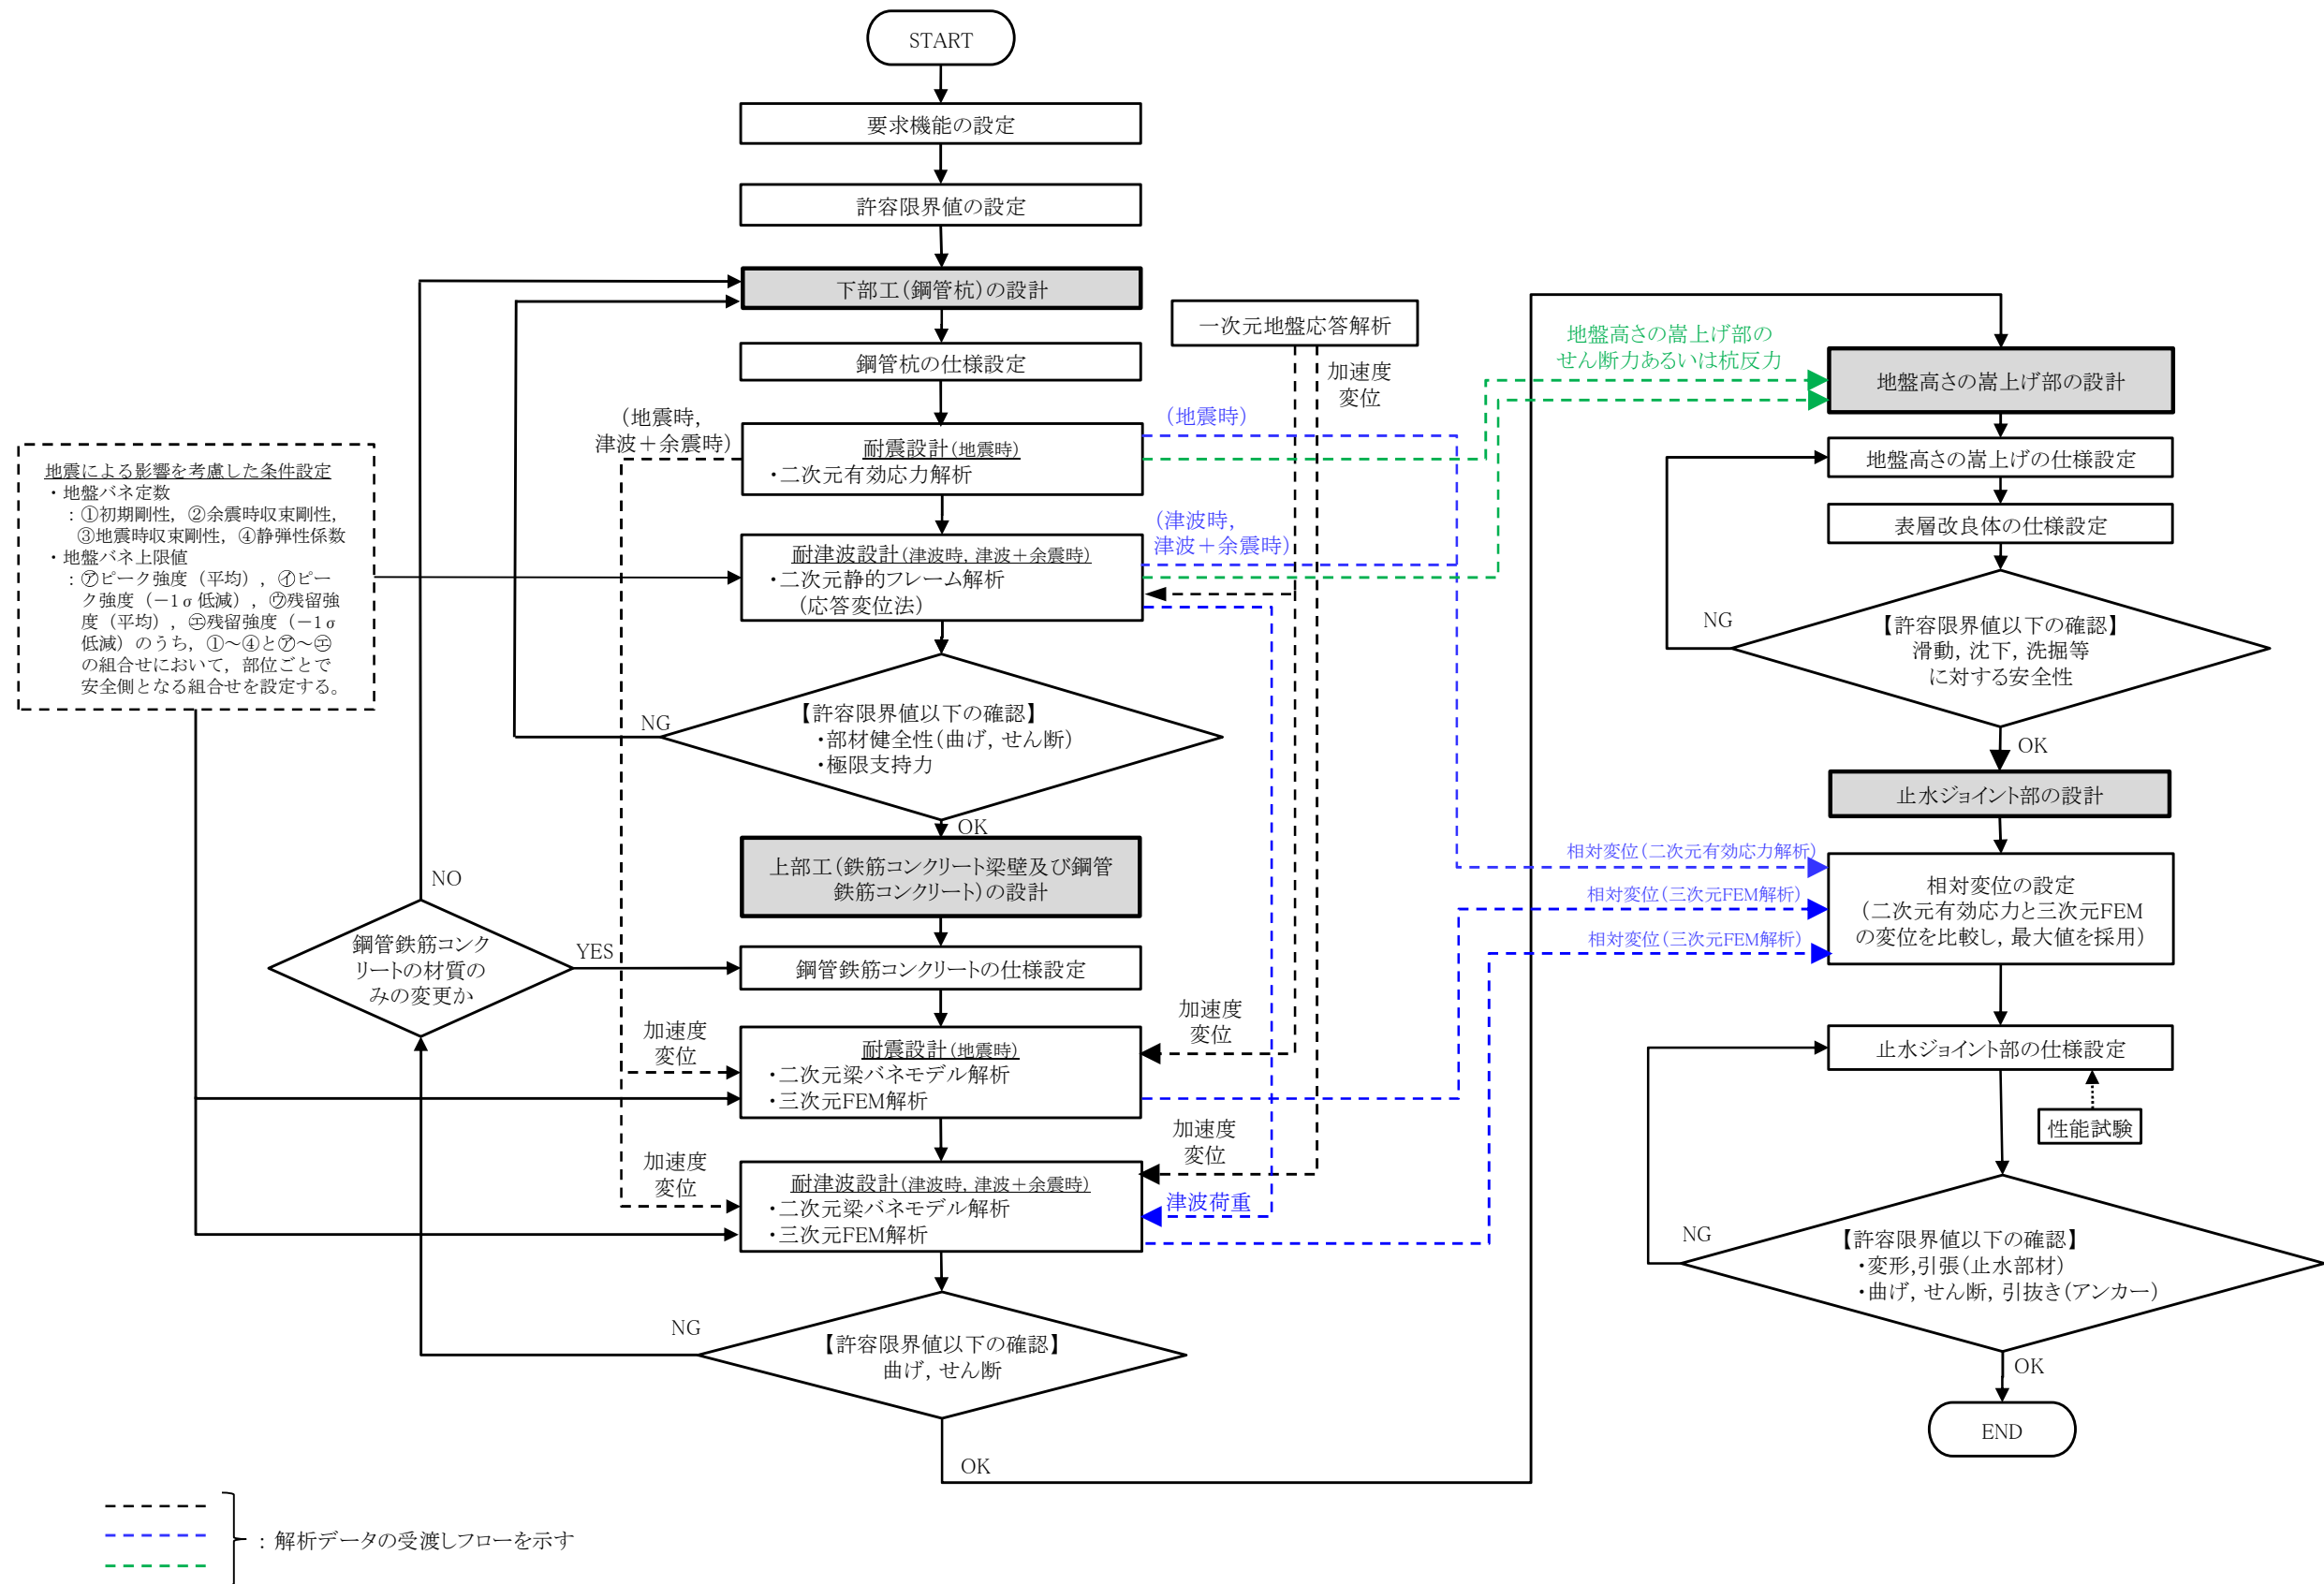 START
要求機能の設定
許容限界値の設定
下部工（鋼管杭）の設計
鋼管杭の仕様設定
一次元地盤応答解析
加速度
変位
（地震時，
津波＋余震時）
耐震設計（地震時）
・二次元有効応力解析
（地震時）
耐津波設計（津波時，津波＋余震時）
・二次元静的フレーム解析
（応答変位法）
（津波時，
津波＋余震時）
地震による影響を考慮した条件設定
・地盤バネ定数
：①初期剛性，②余震時収束剛性，
③地震時収束剛性，④静弾性係数
・地盤バネ上限値
：㋐ピーク強度（平均），㋑ピー
ク強度（－1σ低減），㋒残留強
度（平均），㋓残留強度（－1σ
低減）のうち，①～④と㋐～㋓
の組合せにおいて，部位ごとで
安全側となる組合せを設定する。
NG
【許容限界値以下の確認】
・部材健全性（曲げ，せん断）
・極限支持力
OK
上部工（鉄筋コンクリート梁壁及び鋼管
鉄筋コンクリート）の設計
NO
鋼管鉄筋コンク
リートの材質の
みの変更か
YES
鋼管鉄筋コンクリートの仕様設定
加速度
変位
耐震設計（地震時）
・二次元梁バネモデル解析
・三次元FEM解析
加速度
変位
加速度
変位
耐津波設計（津波時，津波＋余震時）
・二次元梁バネモデル解析
・三次元FEM解析
加速度
変位
津波荷重
NG
【許容限界値以下の確認】
曲げ，せん断
OK
地盤高さの嵩上げ部の
せん断力あるいは杭反力
地盤高さの嵩上げ部の設計
地盤高さの嵩上げの仕様設定
表層改良体の仕様設定
NG
【許容限界値以下の確認】
滑動，沈下，洗掘等
に対する安全性
OK
止水ジョイント部の設計
相対変位（二次元有効応力解析）
相対変位（三次元FEM解析）
相対変位（三次元FEM解析）
相対変位の設定
（二次元有効応力と三次元FEM
の変位を比較し，最大値を採用）
止水ジョイント部の仕様設定
性能試験
NG
【許容限界値以下の確認】
・変形,引張（止水部材）
・曲げ，せん断，引抜き（アンカー）
OK
END
：解析データの受渡しフローを示す